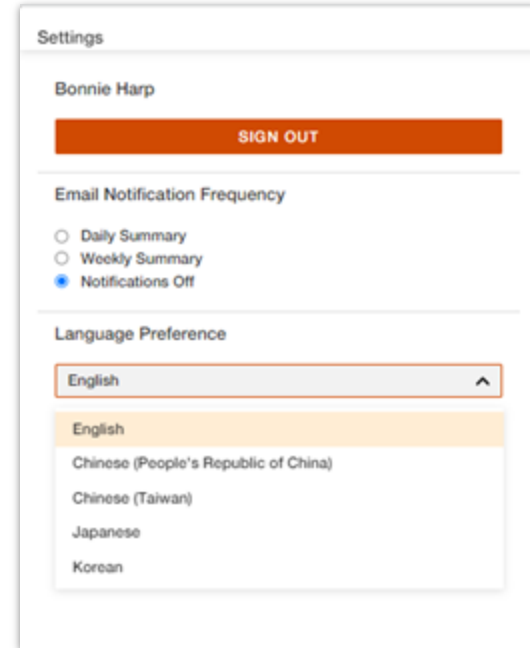 Settings
Bonnie Harp
SIGN OUT
Email Notification Frequency
Daily Summary
Weekly Summary
Notifications Off
Language Preference
English
English
Chinese (People's Republic of China)
Chinese (Taiwan)
Japanese
Korean